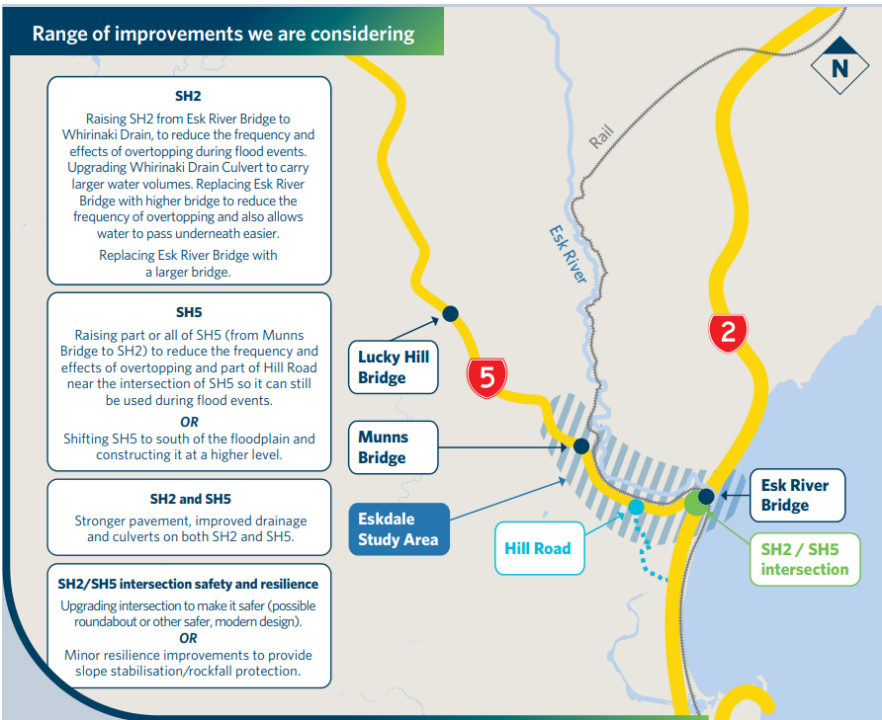 Range of improvements we are considering
SH2
Raising SH2 from Esk River Bridge to
Whirinaki Drain, to reduce the frequency and
effects of overtopping during flood events.
Upgrading Whirinaki Drain Culvert to carry
larger water volumes. Replacing Esk River
Bridge with higher bridge to reduce the
frequency of overtopping and also allows
water to pass underneath easier.
Replacing Esk River Bridge with
a larger bridge.
SH5
Raising part or all of SH5 (from Munns
Bridge to SH2) to reduce the frequency and
effects of overtopping and part of Hill Road
near the intersection of SH5 so it can still
be used during flood events.
OR
Shifting SH5 to south of the floodplain and
constructing it at a higher level.
SH2 and SH5
Stronger pavement, improved drainage
and culverts on both SH2 and SH5.
SH2/SH5 intersection safety and resilience
Upgrading intersection to make it safer (possible
roundabout or other safer, modern design).
OR
Minor resilience improvements to provide
slope stabilisation/rockfall protection.
N
Rail
Esk River
2
Lucky Hill
Bridge
5
Munns
Bridge
Eskdale
Study Area
Hill Road
Esk River
Bridge
SH2 / SH5
intersection